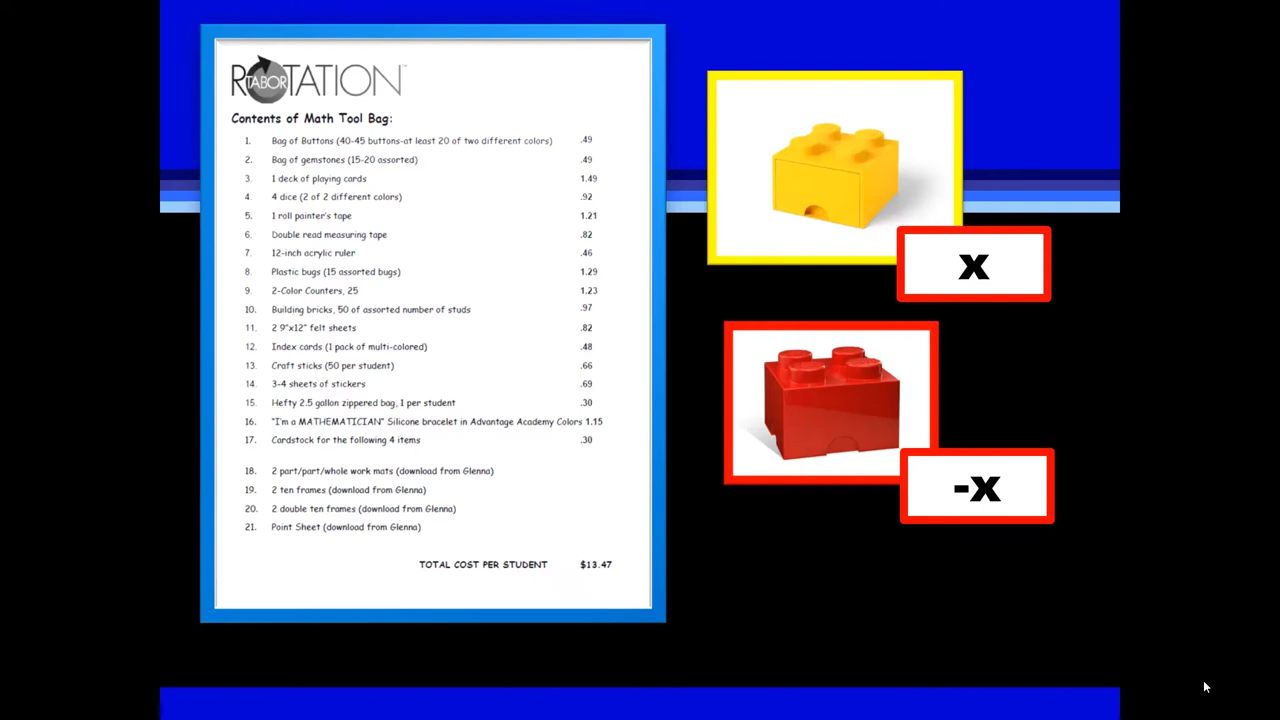 ROTATION™
TABOR
Contents of Math Tool Bag:
1. Bag of Buttons (40-45 buttons-at least 20 of two different colors) .49
2. Bag of gemstones (15-20 assorted) .49
3. 1 deck of playing cards 1.49
4. 4 dice (2 of 2 different colors) .92
5. 1 roll painter's tape 1.21
6. Double read measuring tape .82
7. 12-inch acrylic ruler .46
8. Plastic bugs (15 assorted bugs) 1.29
9. 2-Color Counters, 25 1.23
10. Building bricks, 50 of assorted number of studs .97
11. 2 9"x12" felt sheets .82
12. Index cards (1 pack of multi-colored) .48
13. Craft sticks (50 per student) .66
14. 3-4 sheets of stickers .69
15. Hefty 2.5 gallon zippered bag, 1 per student .30
16. "I'm a MATHEMATICIAN" Silicone bracelet in Advantage Academy Colors 1.15
17. Cardstock for the following 4 items .30
18. 2 part/part/whole work mats (download from Glenna)
19. 2 ten frames (download from Glenna)
20. 2 double ten frames (download from Glenna)
21. Point Sheet (download from Glenna)
TOTAL COST PER STUDENT $13.47
x
-x